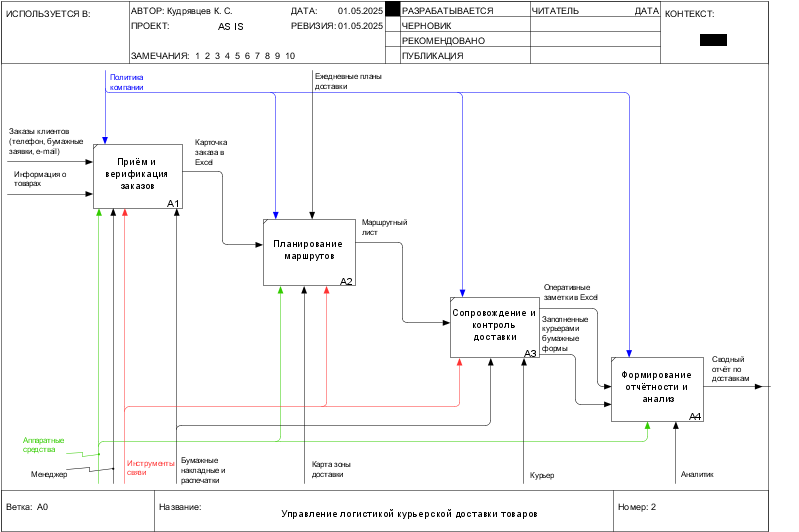 ИСПОЛЬЗУЕТСЯ В:
АВТОР: Кудрявцев К. С.
ДАТА: 01.05.2025
РАЗРАБАТЫВАЕТСЯ
ЧИТАТЕЛЬ
ДАТА
КОНТЕКСТ:
ПРОЕКТ: AS IS
РЕВИЗИЯ: 01.05.2025
ЧЕРНОВИК
РЕКОМЕНДОВАНО
ЗАМЕЧАНИЯ: 1 2 3 4 5 6 7 8 9 10
ПУБЛИКАЦИЯ
Политика
компании
Ежедневные планы
доставки
Заказы клиентов
(телефон, бумажные
заявки, e-mail)
Информация о
товарах
Приём и
верификация
заказов
A1
Карточка
заказа в
Excel
Планирование
маршрутов
A2
Маршрутный
лист
Сопровождение и
контроль
доставки
A3
Оперативные
заметки в Excel
Заполненные
курьерами
бумажные
формы
Формирование
отчётности и
анализ
A4
Сводный
отчёт по
доставкам
Аппаратные
средства
Менеджер
Инструменты
связи
Бумажные
накладные и
распечатки
Карта зоны
доставки
Курьер
Аналитик
Ветка: A0
Название:
Управление логистикой курьерской доставки товаров
Номер: 2